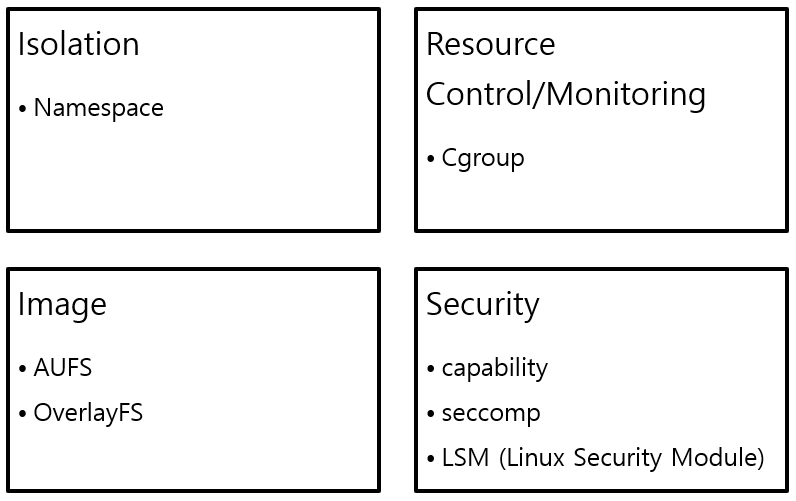 Isolation
• Namespace
Resource
Control/Monitoring
• Cgroup
Image
• AUFS
• OverlayFS
Security
• capability
• seccomp
• LSM (Linux Security Module)